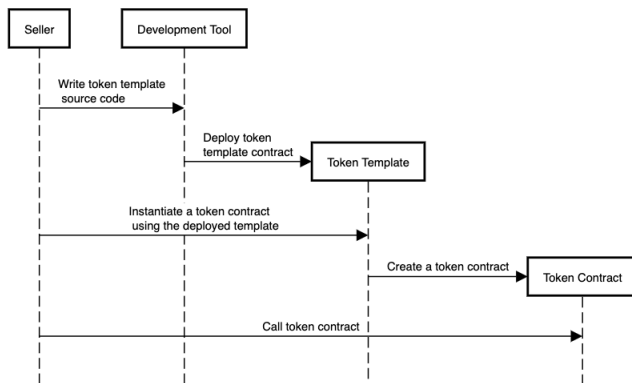 Seller
Development Tool
Write token template
source code
Deploy token
template contract
Token Template
Instantiate a token contract
using the deployed template
Create a token contract
Token Contract
Call token contract